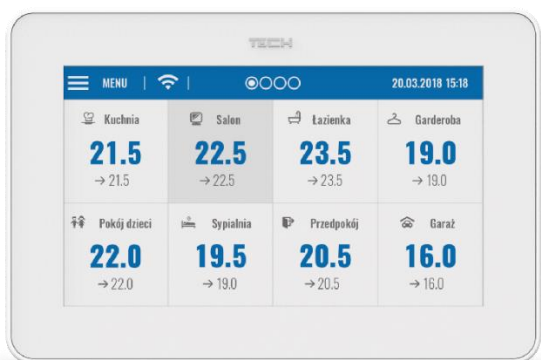 TECH
MENU | | 20.03.2018 15:18
Kuchnia Salon Łazienka Garderoba
21.5 22.5 23.5 19.0
→ 21.5 → 22.5 → 23.5 → 19.0
Pokój dzieci Sypialnia Przedpokój Garaż
22.0 19.5 20.5 16.0
→ 22.0 → 19.0 → 20.5 → 16.0